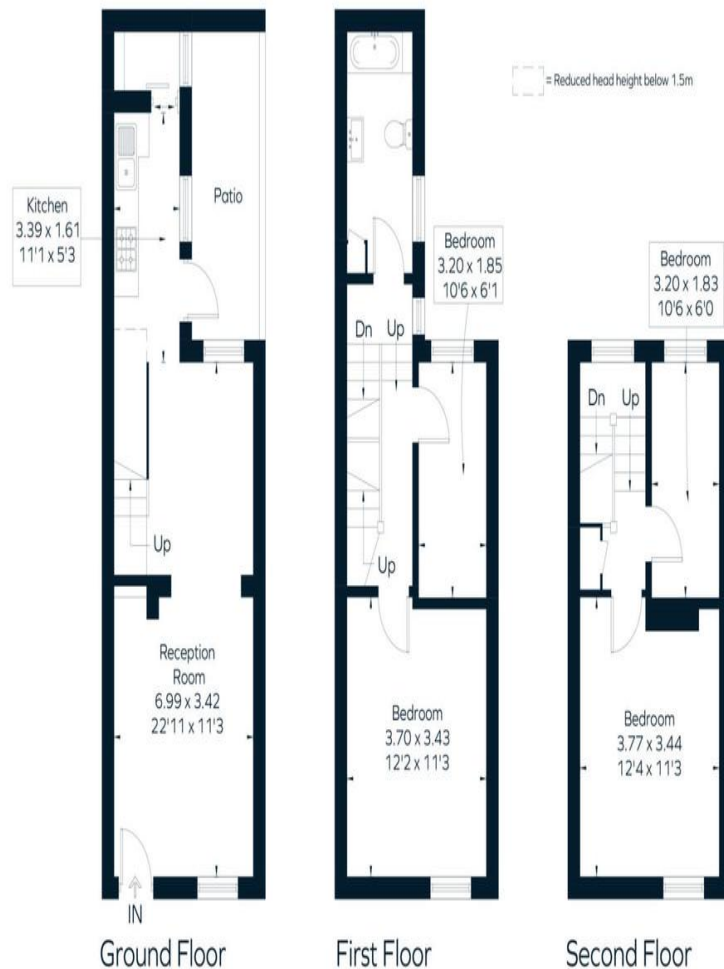 = Reduced head height below 1.5m
Kitchen
3.39 x 1.61
11'1 x 5'3
Patio
Up
Reception
Room
6.99 x 3.42
22'11 x 11'3
IN
Ground Floor
Bedroom
3.20 x 1.85
10'6 x 6'1
Dn
Up
Up
Bedroom
3.70 x 3.43
12'2 x 11'3
First Floor
Bedroom
3.20 x 1.83
10'6 x 6'0
Dn
Up
Bedroom
3.77 x 3.44
12'4 x 11'3
Second Floor